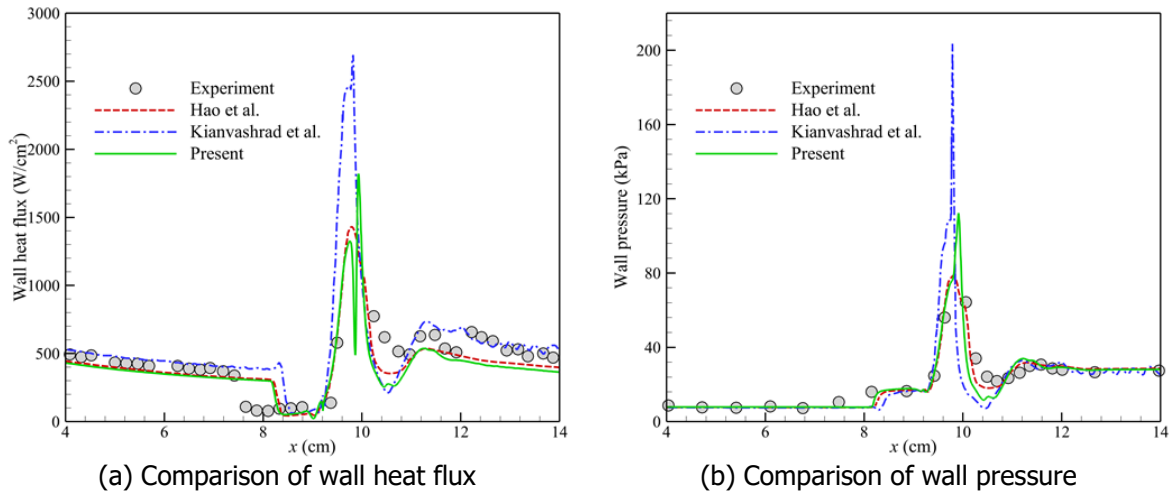 3000
2500
2000
1500
1000
500
0
Wall heat flux (W/cm²)
Experiment
Hao et al.
Kianvashrad et al.
Present
4 6 8 10 12 14
x (cm)
(a) Comparison of wall heat flux
200
160
120
80
40
0
Wall pressure (kPa)
Experiment
Hao et al.
Kianvashrad et al.
Present
4 6 8 10 12 14
x (cm)
(b) Comparison of wall pressure